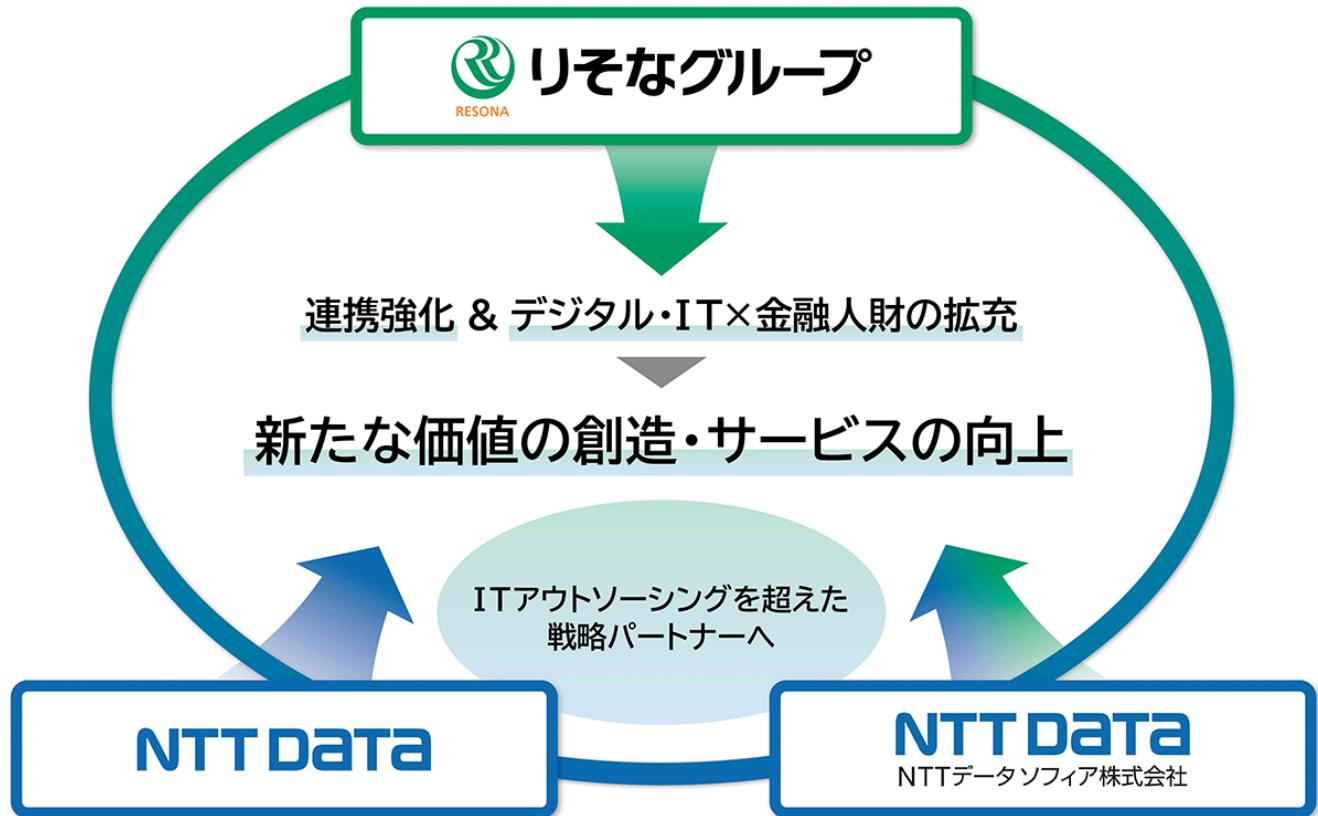 りそなグループ
RESONA
連携強化 & デジタル・IT×金融人財の拡充
新たな価値の創造・サービスの向上
ITアウトソーシングを超えた
戦略パートナーへ
NTT DATA
NTT DATA
NTTデータ ソフィア株式会社